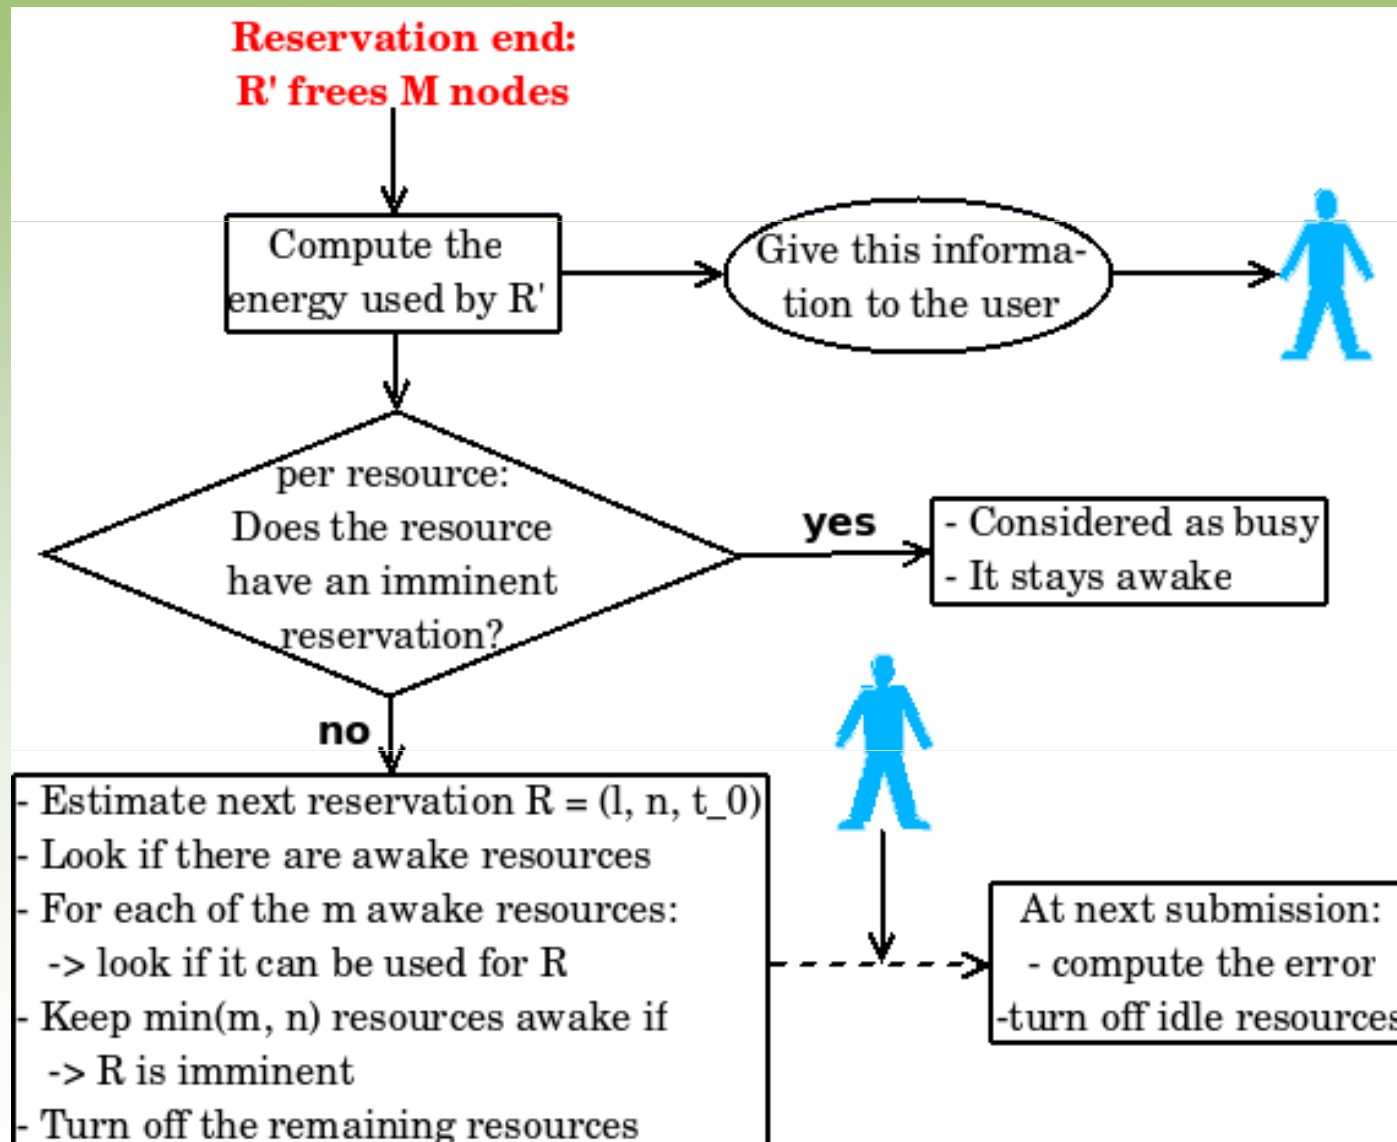 Reservation end:
R' frees M nodes
Compute the
energy used by R'
Give this informa-
tion to the user
per resource:
Does the resource
have an imminent
reservation?
yes
- Considered as busy
- It stays awake
no
- Estimate next reservation R = (l, n, t_0)
- Look if there are awake resources
- For each of the m awake resources:
-> look if it can be used for R
- Keep min(m, n) resources awake if
-> R is imminent
- Turn off the remaining resources
At next submission:
- compute the error
-turn off idle resources